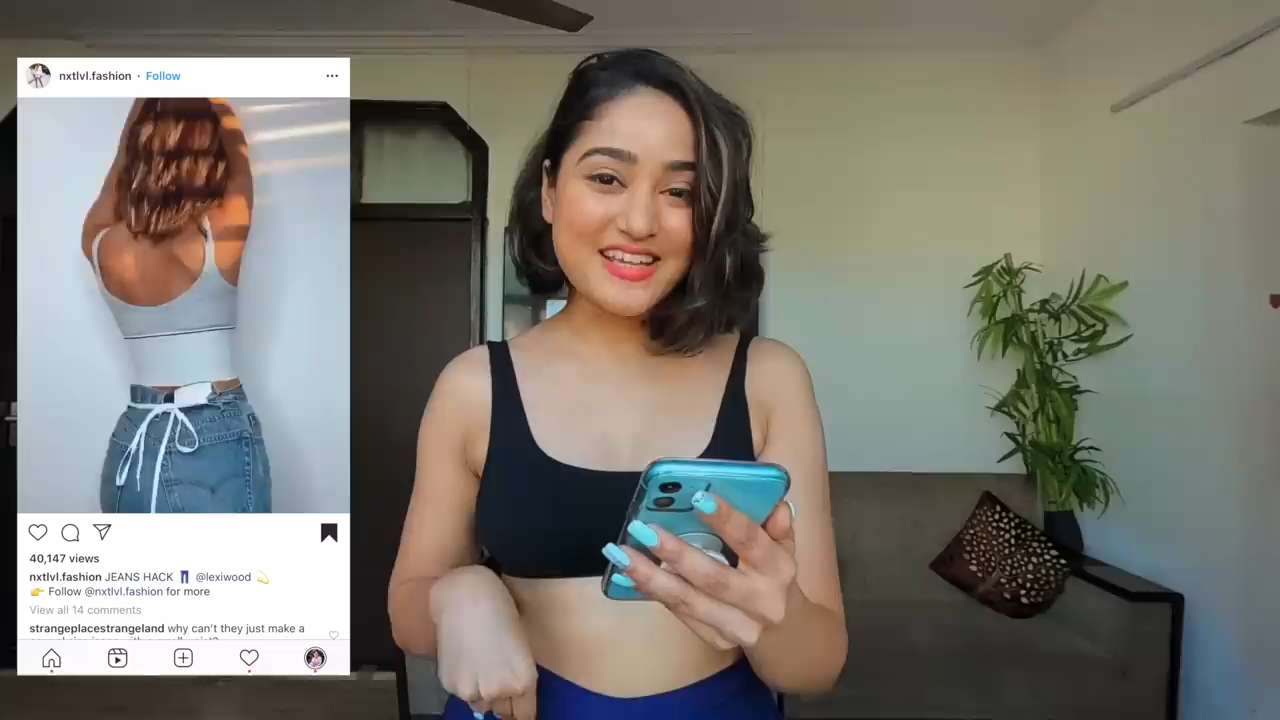 nxtlvl.fashion · Follow
40,147 views
nxtlvl.fashion JEANS HACK 👖 @lexiwood 💫
👉 Follow @nxtlvl.fashion for more
View all 14 comments
strangeplacestrangeland why can't they just make a